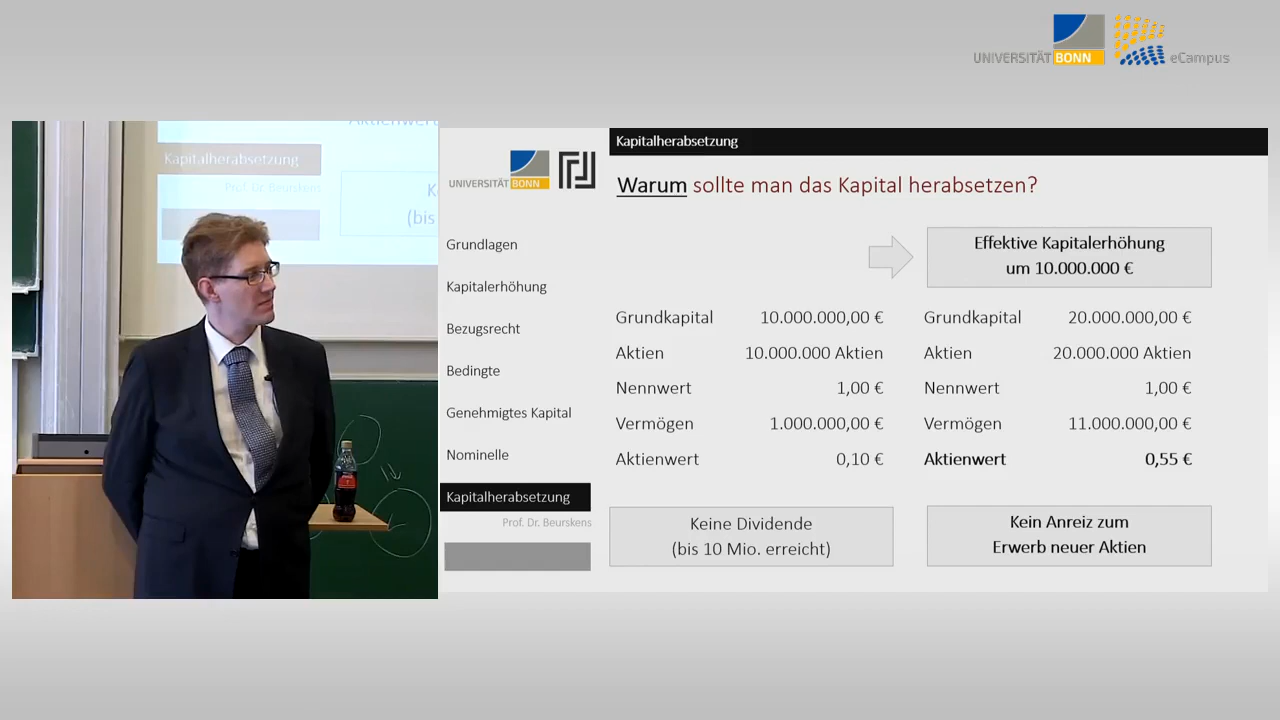 UNIVERSITÄT BONN eCampus
Aktienwert
Kapitalherabsetzung
Prof. Dr. Beurskens
K
(bis
UNIVERSITÄT BONN
Grundlagen
Kapitalerhöhung
Bezugsrecht
Bedingte
Genehmigtes Kapital
Nominelle
Kapitalherabsetzung
Prof. Dr. Beurskens
Kapitalherabsetzung
Warum sollte man das Kapital herabsetzen?
Effektive Kapitalerhöhung
um 10.000.000 €
Grundkapital 10.000.000,00 € Grundkapital 20.000.000,00 €
Aktien 10.000.000 Aktien Aktien 20.000.000 Aktien
Nennwert 1,00 € Nennwert 1,00 €
Vermögen 1.000.000,00 € Vermögen 11.000.000,00 €
Aktienwert 0,10 € Aktienwert 0,55 €
Keine Dividende
(bis 10 Mio. erreicht)
Kein Anreiz zum
Erwerb neuer Aktien